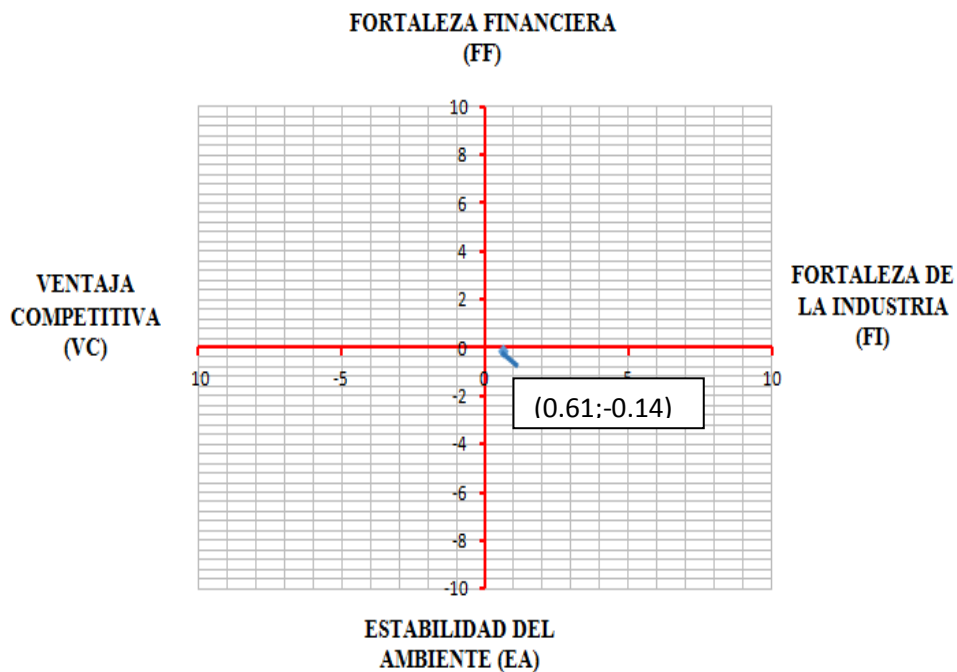 FORTALEZA FINANCIERA
(FF)
10
8
6
4
2
0
VENTAJA
COMPETITIVA
(VC)
FORTALEZA DE
LA INDUSTRIA
(FI)
10
-5
0
5
10
(0.61;-0.14)
-2
-4
-6
-8
-10
ESTABILIDAD DEL
AMBIENTE (EA)